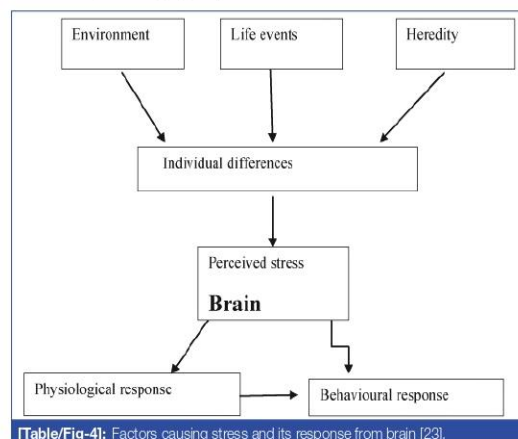 Environment
Life events
Heredity
Individual differences
Perceived stress
Brain
Physiological response
Behavioural response
[Table/Fig-4]: Factors causing stress and its response from brain [23].